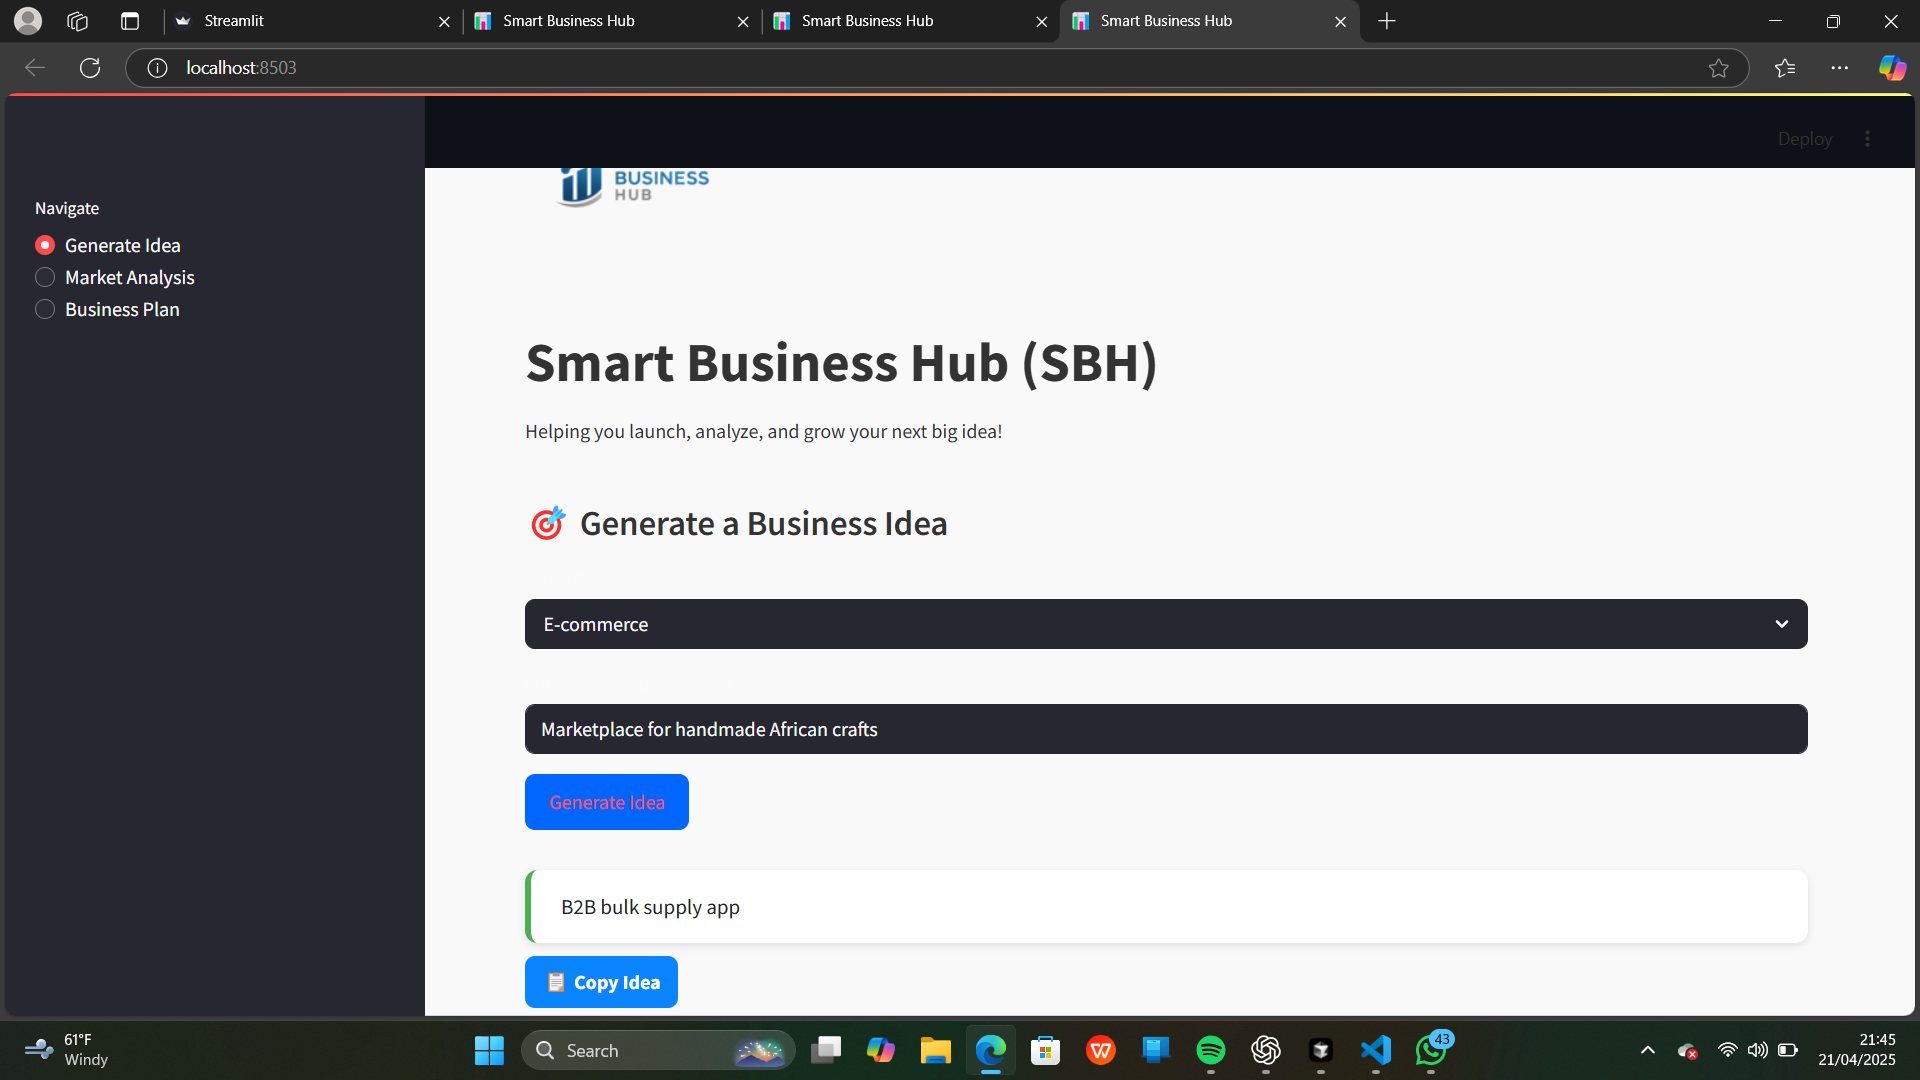 Streamlit
Smart Business Hub
Smart Business Hub
Smart Business Hub
localhost:8503
Deploy
Navigate
Generate Idea
Market Analysis
Business Plan
BUSINESS
HUB
Smart Business Hub (SBH)
Helping you launch, analyze, and grow your next big idea!
Generate a Business Idea
E-commerce
Marketplace for handmade African crafts
Generate Idea
B2B bulk supply app
Copy Idea
61°F
Windy
Search
43
21:45
21/04/2025